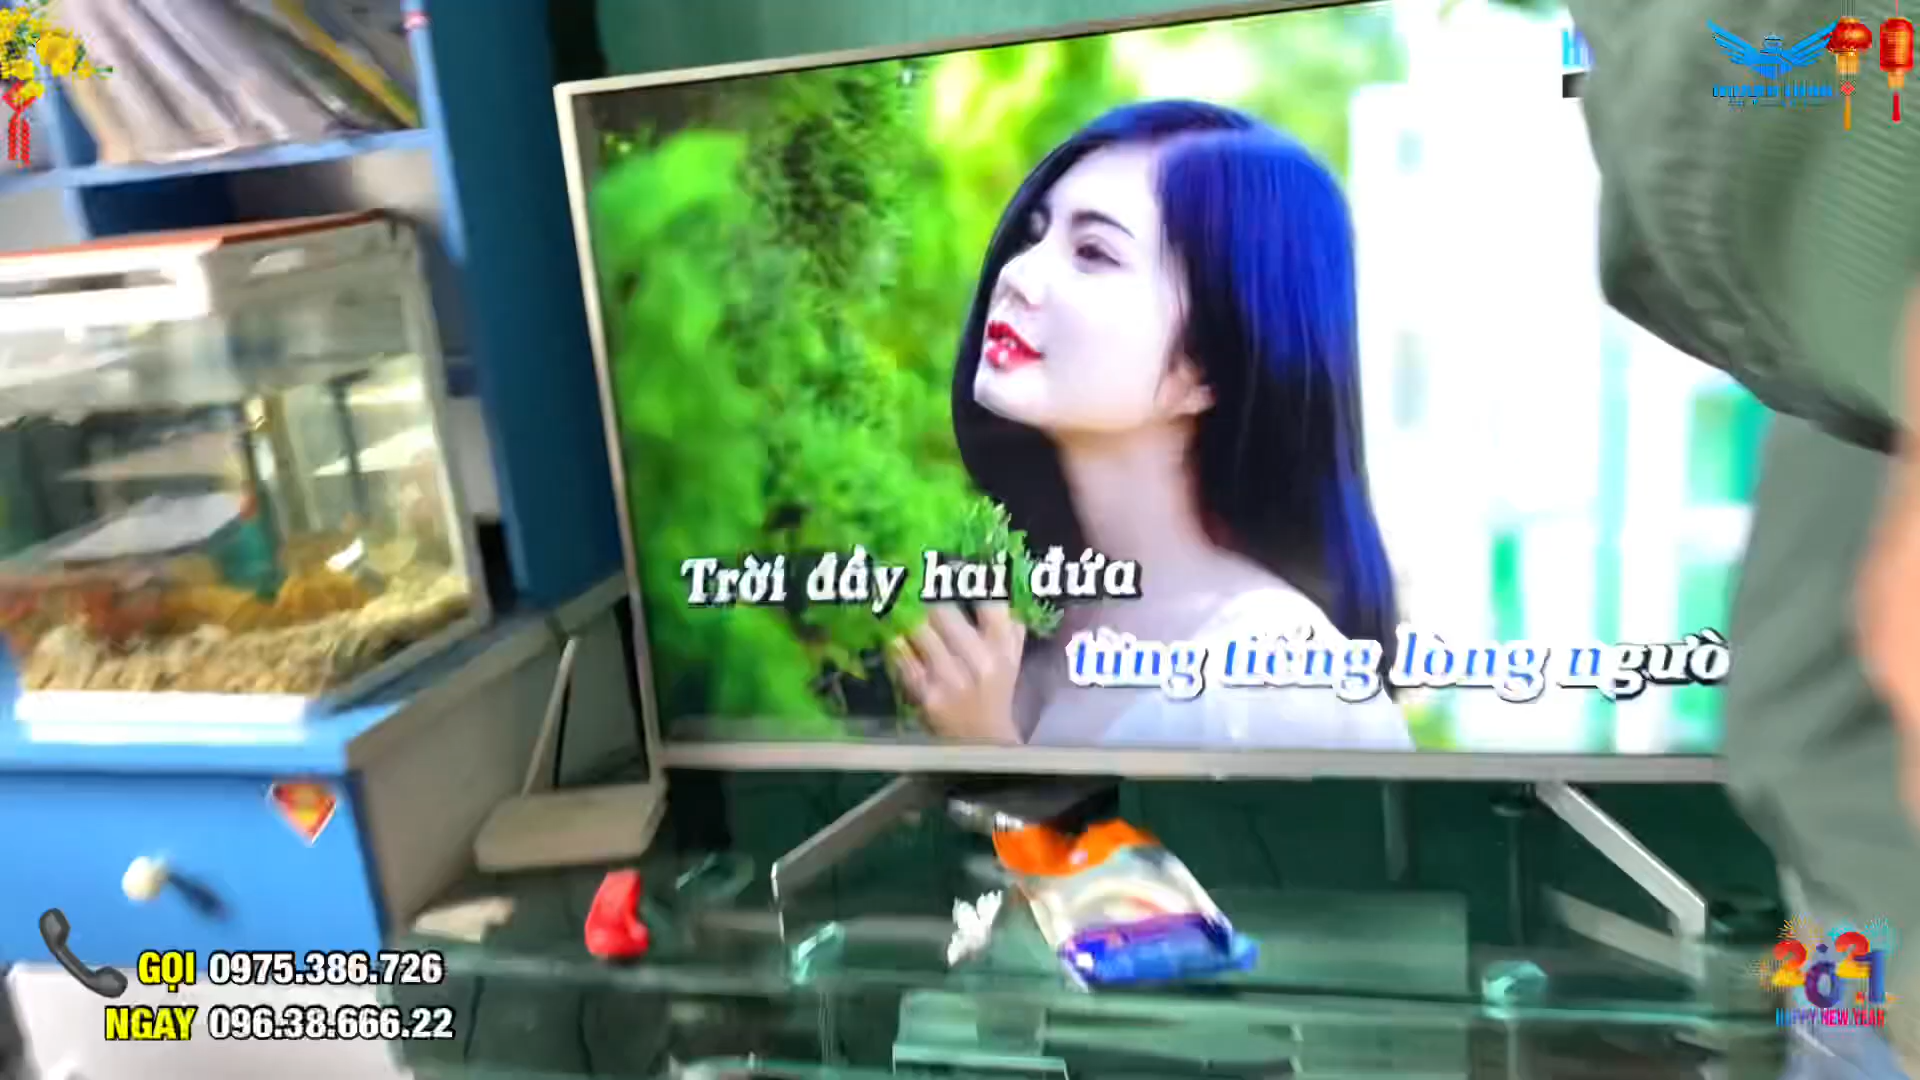 Trời đầy hai đứa
từng tiếng lòng ngườ
GỌI 0975.386.726
NGAY 096.38.666.22
2021
HAPPY NEW YEAR